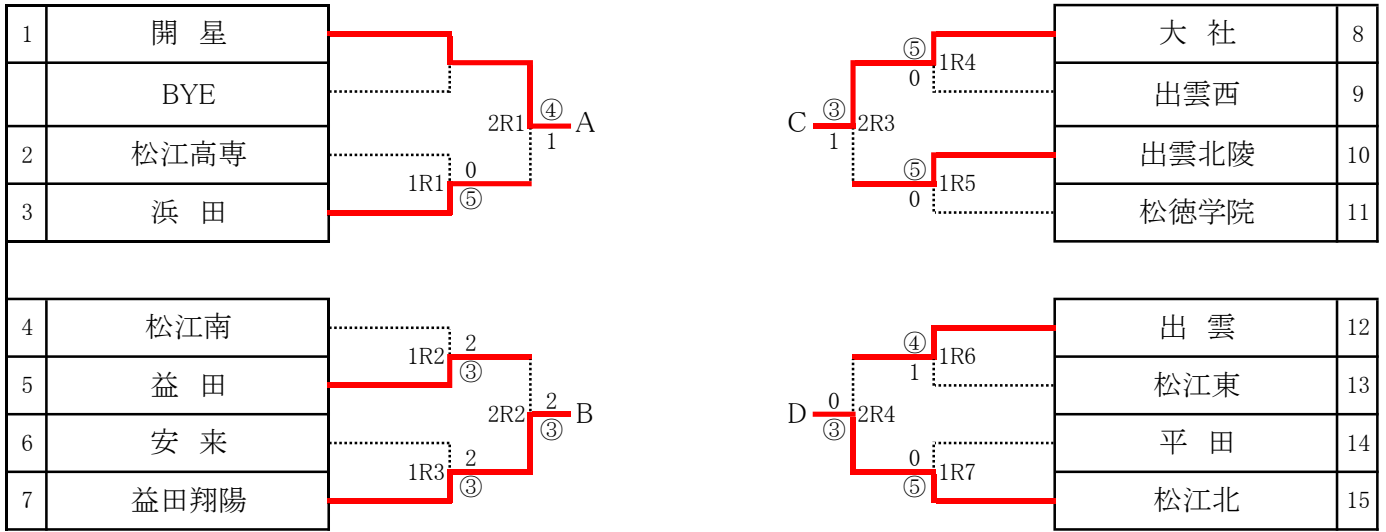 1 開 星
BYE
2 松江高専
3 浜 田
1R1 0 ⑤
2R1 ④ 1 A
4 松江南
5 益 田
6 安 来
7 益田翔陽
1R2 2 ③
1R3 2 ③
2R2 2 ③ B
大 社 8
出雲西 9
出雲北陵 10
松徳学院 11
⑤ 0 1R4
⑤ 0 1R5
C ③ 1 2R3
出 雲 12
松江東 13
平 田 14
松江北 15
④ 1 1R6
0 ⑤ 1R7
D 0 ③ 2R4